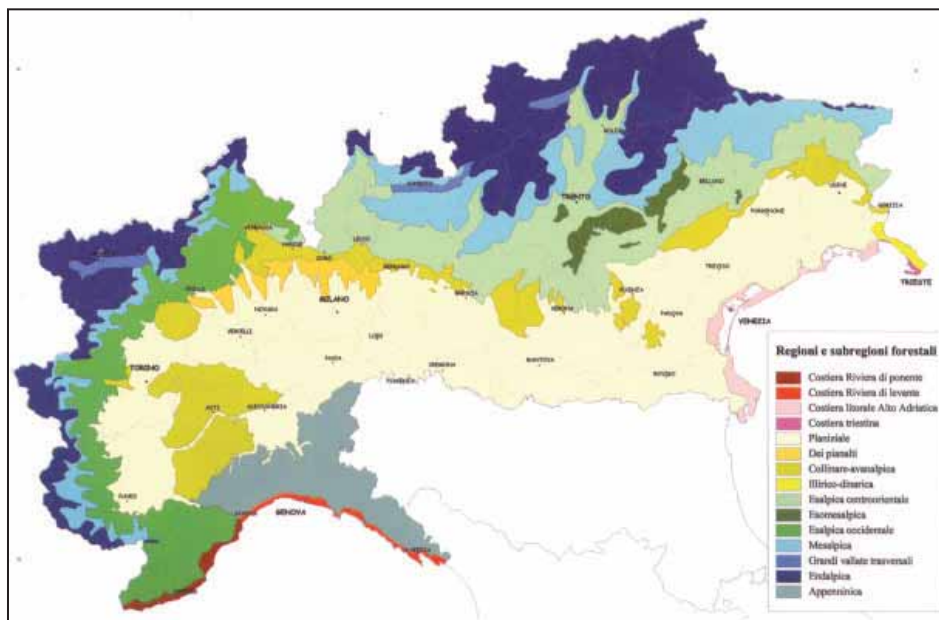 BOLZANO
TRENTO
BELLUNO
UDINE
PORDENONE
GORIZIA
TRIESTE
VERBANIA
VARESE
COMO
LECCO
BERGAMO
BRESCIA
TREVISO
VICENZA
VERONA
PADOVA
VENEZIA
NOVARA
MILANO
VERCELLI
LODI
PAVIA
CREMONA
MANTOVA
ROVIGO
TORINO
ASTI
ALESSANDRIA
CUNEO
GENOVA
Regioni e subregioni forestali
Costiera Riviera di ponente
Costiera Riviera di levante
Costiera litorale Alto Adriatica
Costiera triestina
Planiziale
Dei pianalti
Collinare-avanalpica
Illirico-dinarica
Esalpica centroorientale
Esomesalpica
Esalpica occidentale
Mesalpica
Grandi vallate trasversali
Endalpica
Appenninica